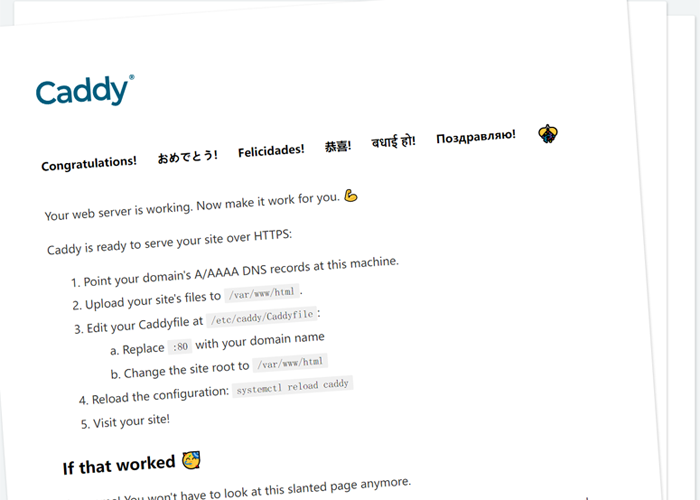 Caddy®
Congratulations! おめでとう! Felicidades! 恭喜! बधाई हो! Поздравляю!
Your web server is working. Now make it work for you. 💪
Caddy is ready to serve your site over HTTPS:
1. Point your domain's A/AAAA DNS records at this machine.
2. Upload your site's files to /var/www/html.
3. Edit your Caddyfile at /etc/caddy/Caddyfile:
a. Replace :80 with your domain name
b. Change the site root to /var/www/html
4. Reload the configuration: systemctl reload caddy
5. Visit your site!
If that worked 🥳
You won't have to look at this slanted page anymore.